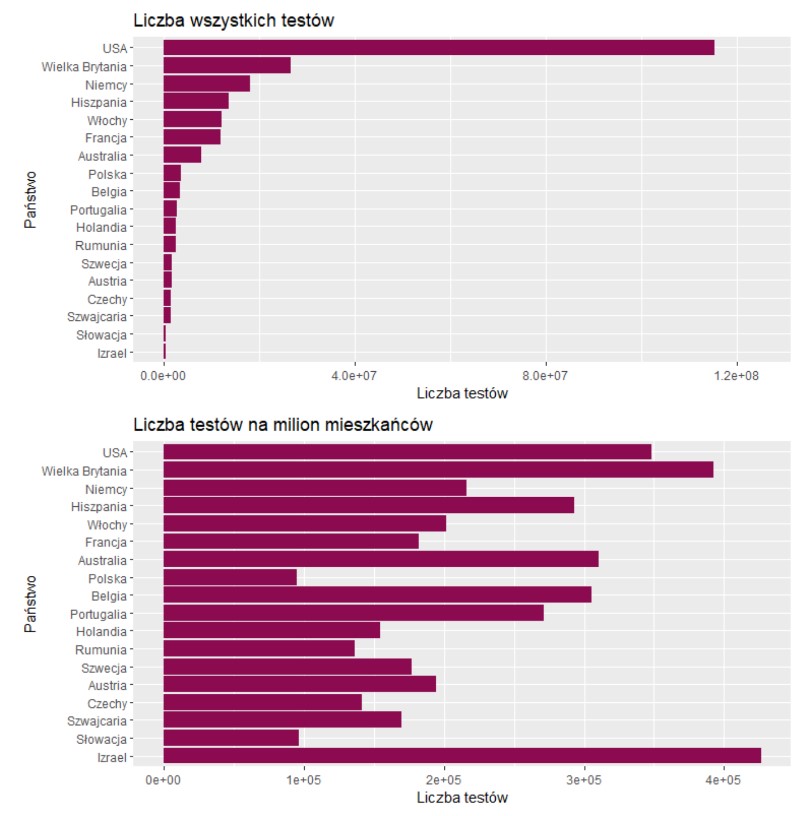 Liczba wszystkich testów
Państwo
USA
Wielka Brytania
Niemcy
Hiszpania
Włochy
Francja
Australia
Polska
Belgia
Portugalia
Holandia
Rumunia
Szwecja
Austria
Czechy
Szwajcaria
Słowacja
Izrael
0.0e+00 4.0e+07 8.0e+07 1.2e+08
Liczba testów
Liczba testów na milion mieszkańców
Państwo
USA
Wielka Brytania
Niemcy
Hiszpania
Włochy
Francja
Australia
Polska
Belgia
Portugalia
Holandia
Rumunia
Szwecja
Austria
Czechy
Szwajcaria
Słowacja
Izrael
0e+00 1e+05 2e+05 3e+05 4e+05
Liczba testów